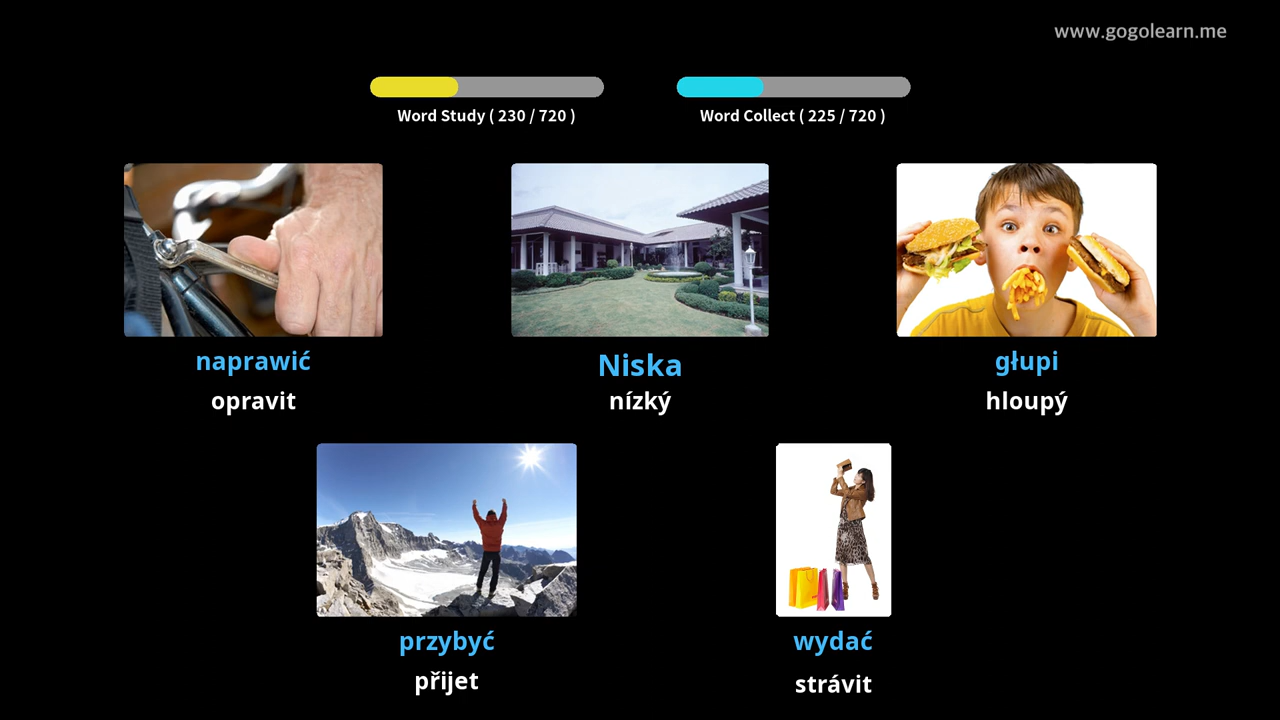 www.gogolearn.me
Word Study ( 230 / 720 )
Word Collect ( 225 / 720 )
naprawić
Niska
głupi
opravit
nízký
hloupý
przybyć
wydać
přijet
strávit